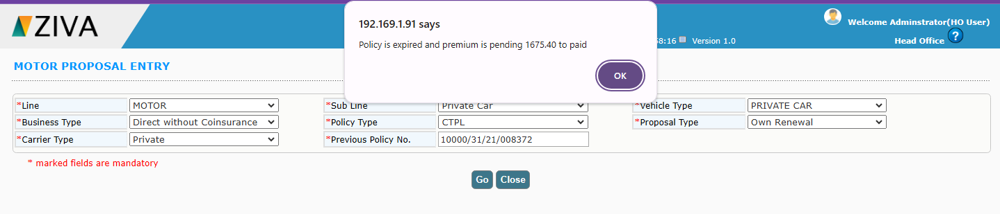 ZIVA
192.169.1.91 says
Policy is expired and premium is pending 1675.40 to paid
OK
Welcome Adminstrator(HO User)
58:16 Version 1.0
Head Office ?
MOTOR PROPOSAL ENTRY
*Line MOTOR *Sub Line Private Car *Vehicle Type PRIVATE CAR
*Business Type Direct without Coinsurance *Policy Type CTPL *Proposal Type Own Renewal
*Carrier Type Private *Previous Policy No. 10000/31/21/008372
* marked fields are mandatory
Go Close